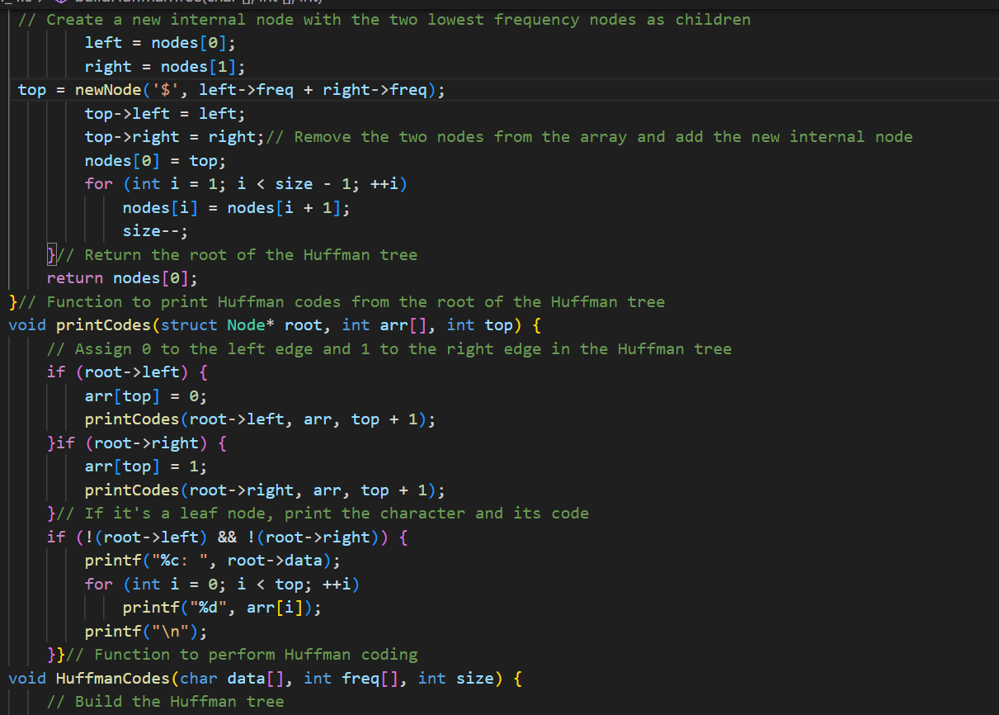 // Create a new internal node with the two lowest frequency nodes as children
left = nodes[0];
right = nodes[1];
top = newNode('$', left->freq + right->freq);
top->left = left;
top->right = right;// Remove the two nodes from the array and add the new internal node
nodes[0] = top;
for (int i = 1; i < size - 1; ++i)
nodes[i] = nodes[i + 1];
size--;
}// Return the root of the Huffman tree
return nodes[0];
}// Function to print Huffman codes from the root of the Huffman tree
void printCodes(struct Node* root, int arr[], int top) {
// Assign 0 to the left edge and 1 to the right edge in the Huffman tree
if (root->left) {
arr[top] = 0;
printCodes(root->left, arr, top + 1);
}if (root->right) {
arr[top] = 1;
printCodes(root->right, arr, top + 1);
}// If it's a leaf node, print the character and its code
if (!(root->left) && !(root->right)) {
printf("%c: ", root->data);
for (int i = 0; i < top; ++i)
printf("%d", arr[i]);
printf("\n");
}}// Function to perform Huffman coding
void HuffmanCodes(char data[], int freq[], int size) {
// Build the Huffman tree